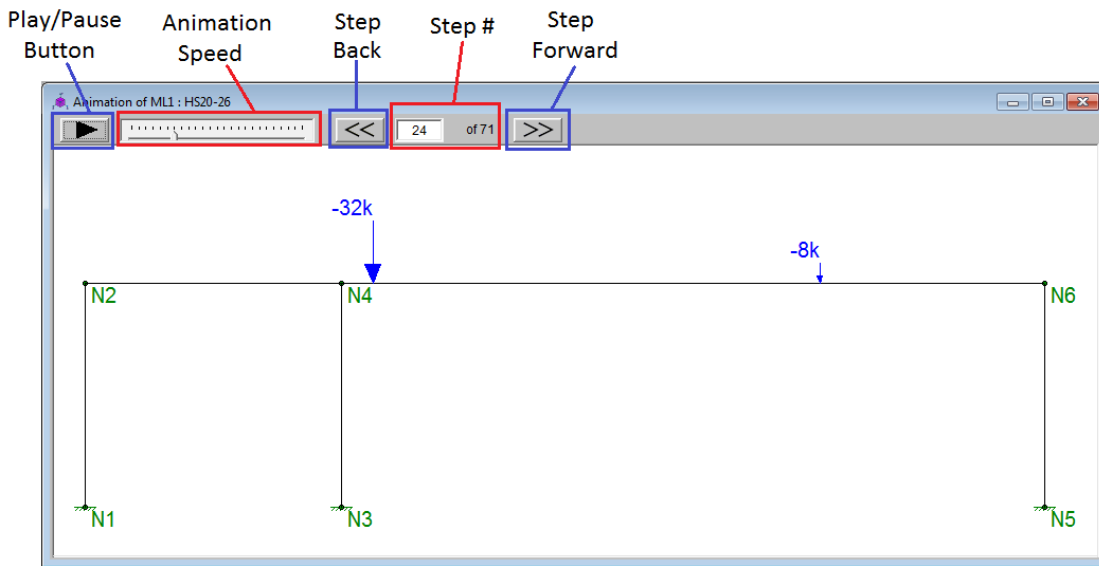 Play/Pause
Button
Animation
Speed
Step
Back
Step #
Step
Forward
Animation of ML1 : HS20-26
<< 24 of 71 >>
-32k
-8k
N2
N4
N6
N1
N3
N5